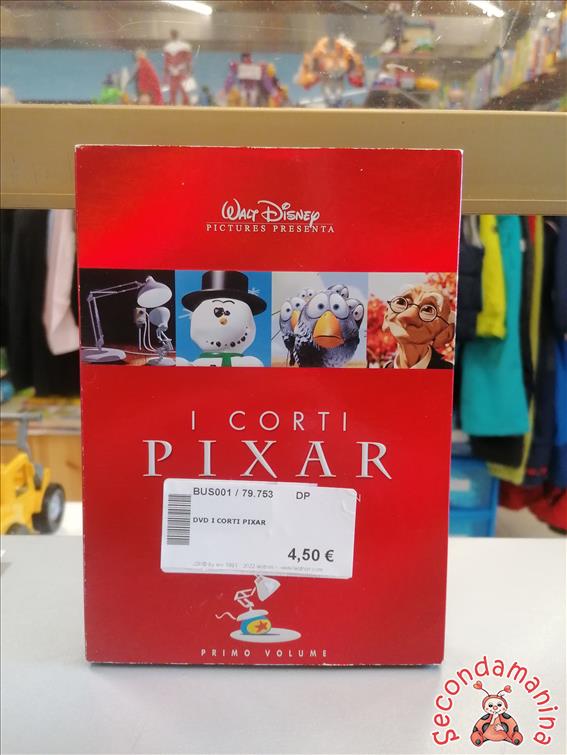 WALT DISNEY
PICTURES PRESENTA
I CORTI
PIXAR
BUS001 / 79.753 DP
DVD I CORTI PIXAR
4,50 €
PRIMO VOLUME
Secondamanina